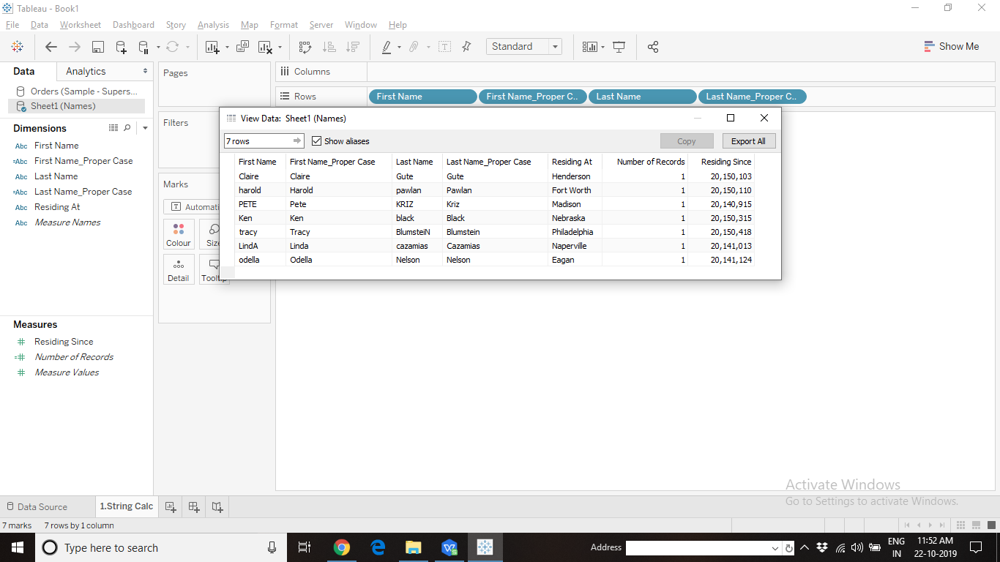 Tableau - Book1
File Data Worksheet Dashboard Story Analysis Map Format Server Window Help
Standard
Show Me
Data Analytics
Orders (Sample - Supers...
Sheet1 (Names)
Dimensions
Abc First Name
=Abc First Name_Proper Case
Abc Last Name
=Abc Last Name_Proper Case
Abc Residing At
Abc Measure Names
Measures
Residing Since
Number of Records
Measure Values
Pages
Filters
Marks
T Automati
Colour Size
Detail Tooltip
Columns
Rows First Name First Name_Proper C.. Last Name Last Name_Proper C..
View Data: Sheet1 (Names)
7 rows Show aliases Copy Export All
First Name First Name_Proper Case Last Name Last Name_Proper Case Residing At Number of Records Residing Since
Claire Claire Gute Gute Henderson 1 20,150,103
harold Harold pawlan Pawlan Fort Worth 1 20,150,110
PETE Pete KRIZ Kriz Madison 1 20,140,915
Ken Ken black Black Nebraska 1 20,150,315
tracy Tracy BlumsteiN Blumstein Philadelphia 1 20,150,418
LindA Linda cazamias Cazamias Naperville 1 20,141,013
odella Odella Nelson Nelson Eagan 1 20,141,124
Activate Windows
Go to Settings to activate Windows.
Data Source 1.String Calc
7 marks 7 rows by 1 column
Type here to search
Address
ENG
IN
11:52 AM
22-10-2019